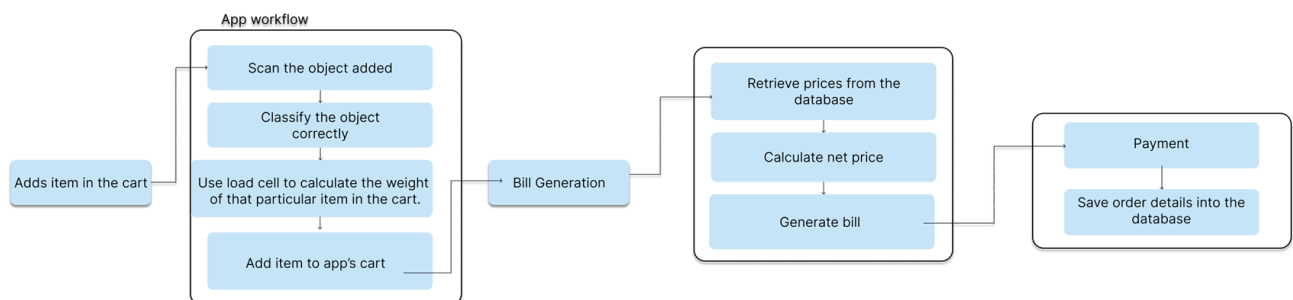 App workflow
Adds item in the cart
Scan the object added
Classify the object
correctly
Use load cell to calculate the weight
of that particular item in the cart.
Add item to app's cart
Bill Generation
Retrieve prices from the
database
Calculate net price
Generate bill
Payment
Save order details into the
database